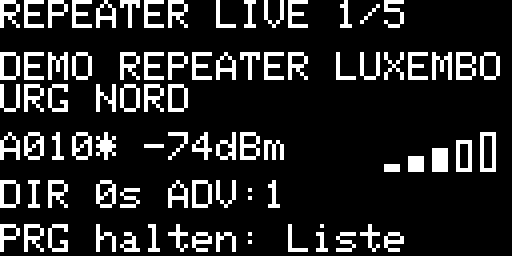 REPEATER LIVE 1/5
DEMO REPEATER LUXEMBO
URG NORD
A010* -74dBm
DIR 0s ADV:1
PRG halten: Liste